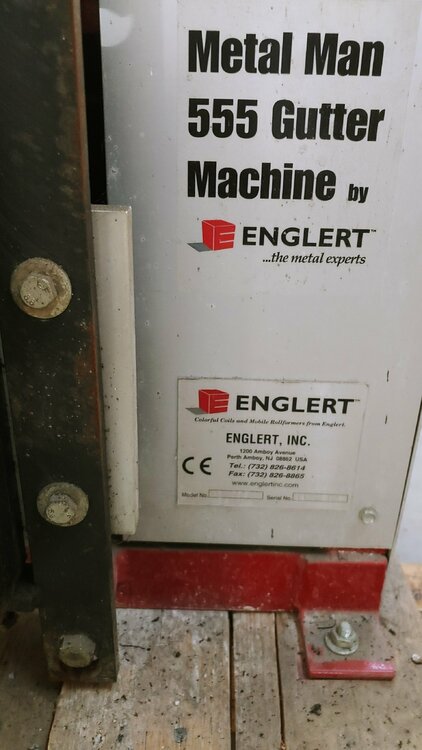 Metal Man
555 Gutter
Machine by
ENGLERT™
...the metal experts
ENGLERT™
Colorful Coils and Mobile Rollformers from Englert.
ENGLERT, INC.
1200 Amboy Avenue
Perth Amboy, NJ 08862 USA
CE
Tel.: (732) 826-8614
Fax: (732) 826-8865
www.englertinc.com
Model No. Serial No.